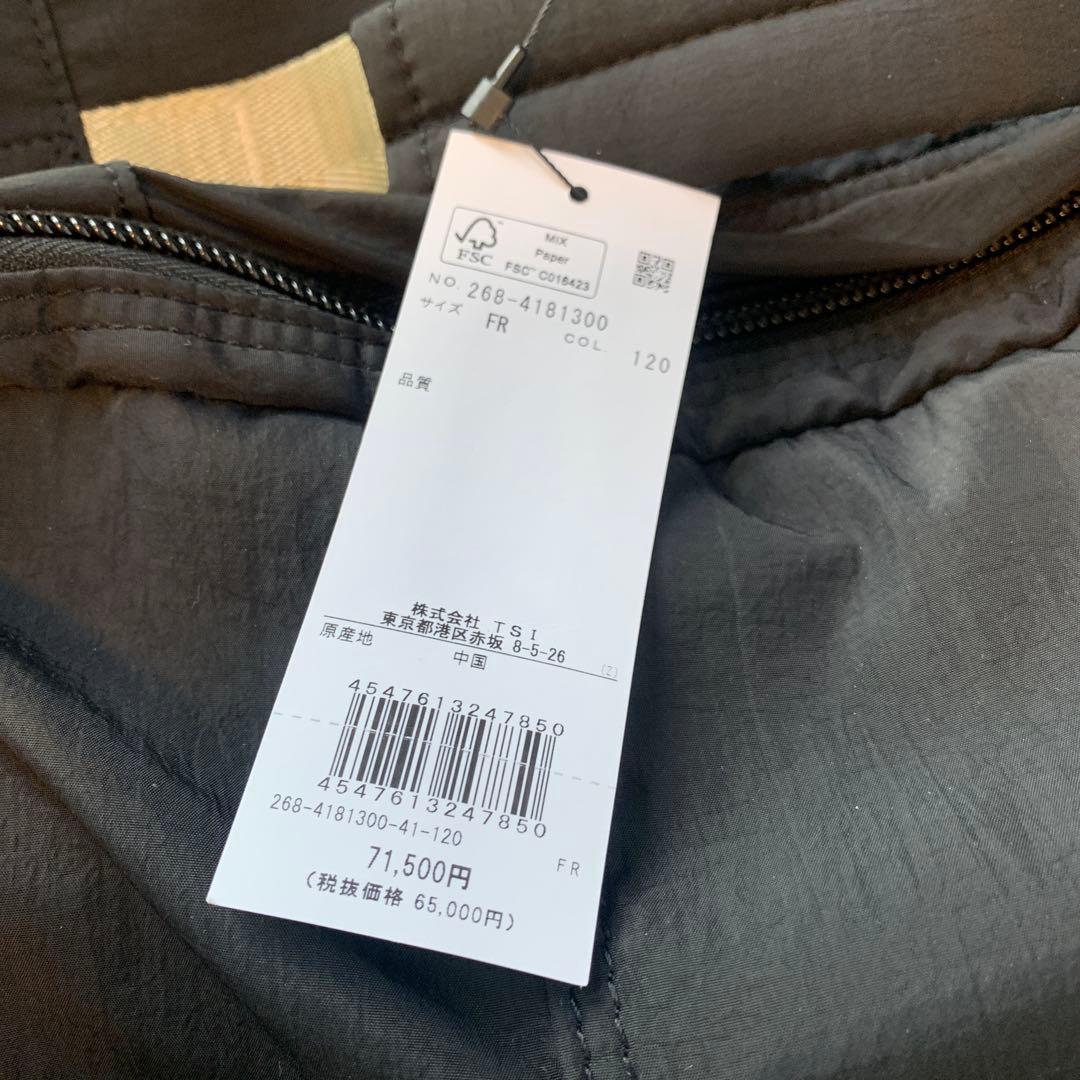 FSC™
MIX
Paper
FSC™ C016423
NO. 268-4181300
サイズ FR COL. 120
品質
株式会社 TSI
東京都港区赤坂 8-5-26
原産地 中国 (Z)
4547613247850
4547613247850
268-4181300-41-120
FR
71,500円
(税抜価格 65,000円)